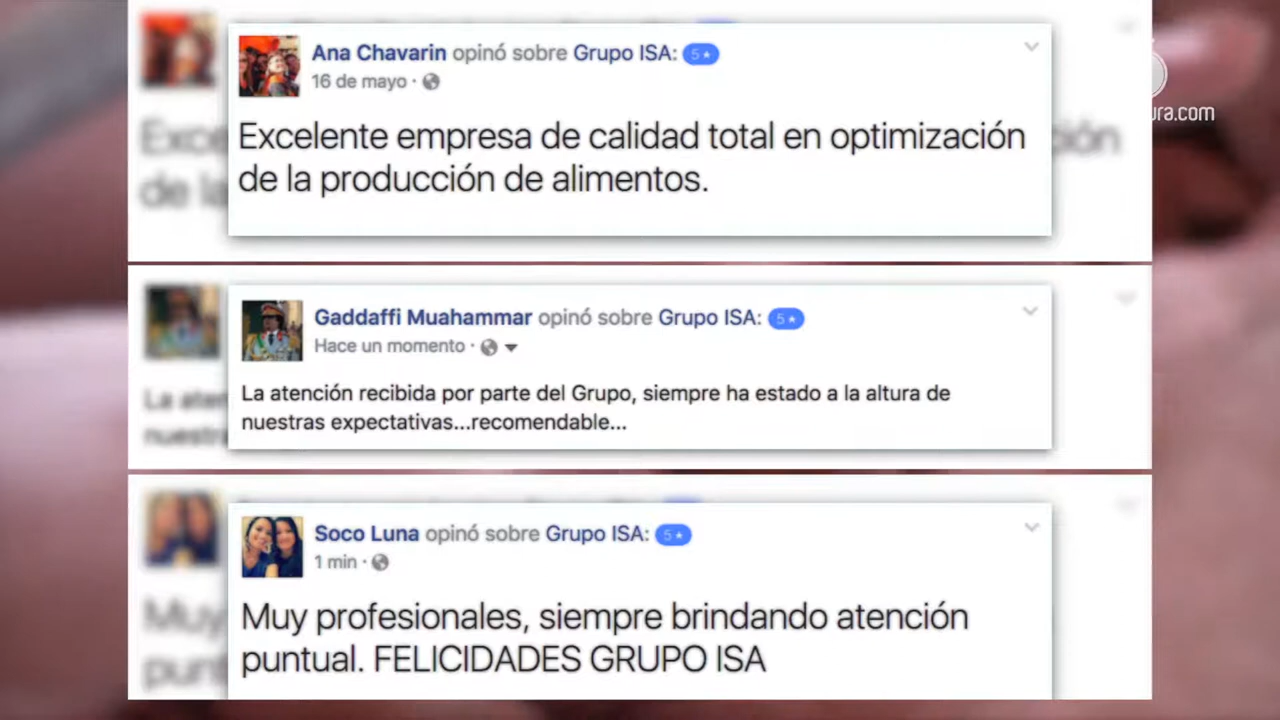 Ana Chavarin opinó sobre Grupo ISA: 5★
16 de mayo ·
Excelente empresa de calidad total en optimización
de la producción de alimentos.
ura.com
Gaddaffi Muahammar opinó sobre Grupo ISA: 5★
Hace un momento ·
La atención recibida por parte del Grupo, siempre ha estado a la altura de
nuestras expectativas...recomendable...
Soco Luna opinó sobre Grupo ISA: 5★
1 min ·
Muy profesionales, siempre brindando atención
puntual. FELICIDADES GRUPO ISA